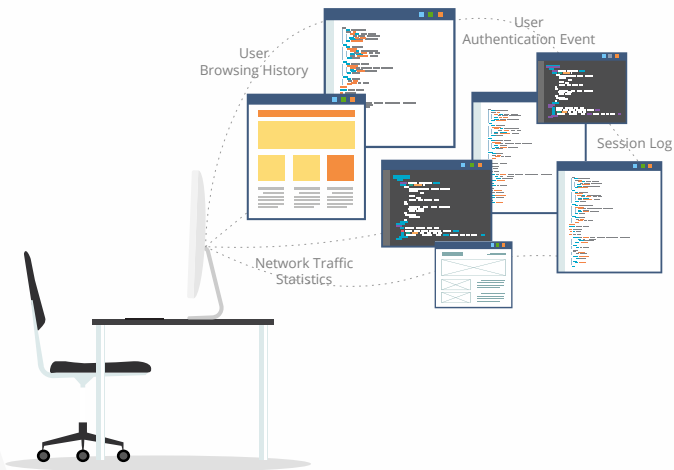 User
Authentication Event
User
Browsing History
Session Log
Network Traffic
Statistics